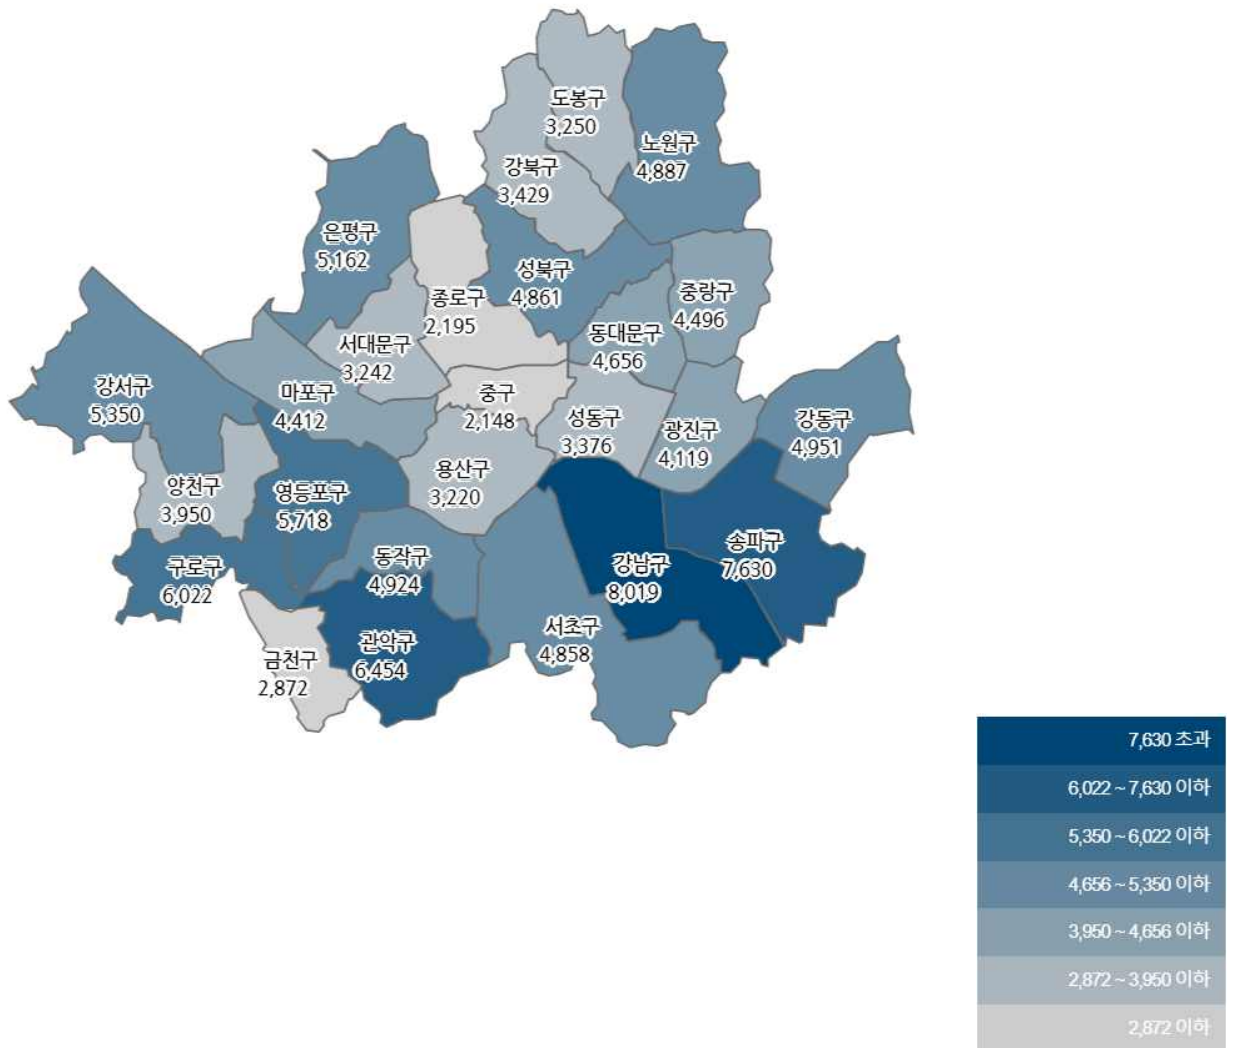 도봉구
3,250
노원구
4,887
강북구
3,429
은평구
5,162
성북구
4,861
중랑구
4,496
종로구
2,195
동대문구
4,656
서대문구
3,242
강서구
5,350
마포구
4,412
중구
2,148
성동구
3,376
광진구
4,119
강동구
4,951
양천구
3,950
영등포구
5,718
용산구
3,220
구로구
6,022
동작구
4,924
강남구
8,019
송파구
7,630
서초구
4,858
관악구
6,454
금천구
2,872
7,630 초과
6,022 ~ 7,630 이하
5,350 ~ 6,022 이하
4,656 ~ 5,350 이하
3,950 ~ 4,656 이하
2,872 ~ 3,950 이하
2,872 이하